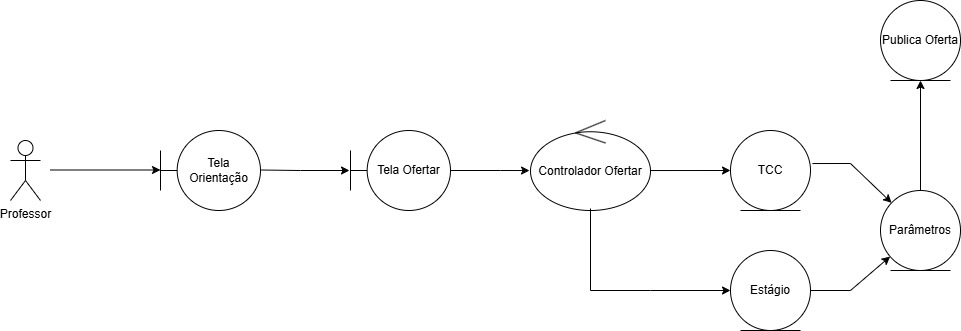 Publica Oferta
Professor
Tela
Orientação
Tela Ofertar
Controlador Ofertar
TCC
Parâmetros
Estágio